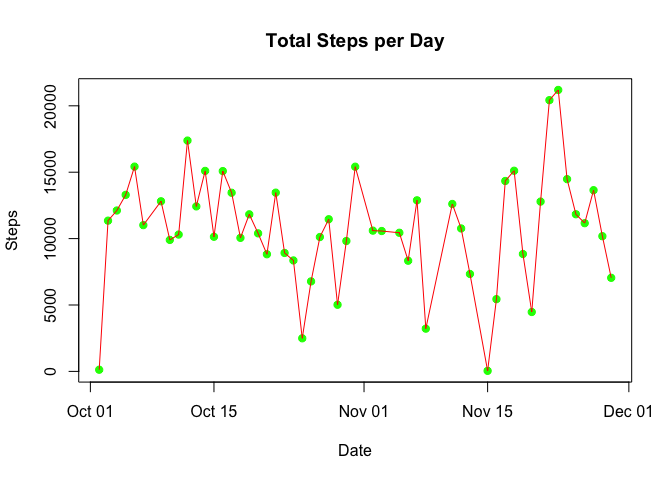 Total Steps per Day
Steps
20000
15000
10000
5000
0
Oct 01 Oct 15 Nov 01 Nov 15 Dec 01
Date